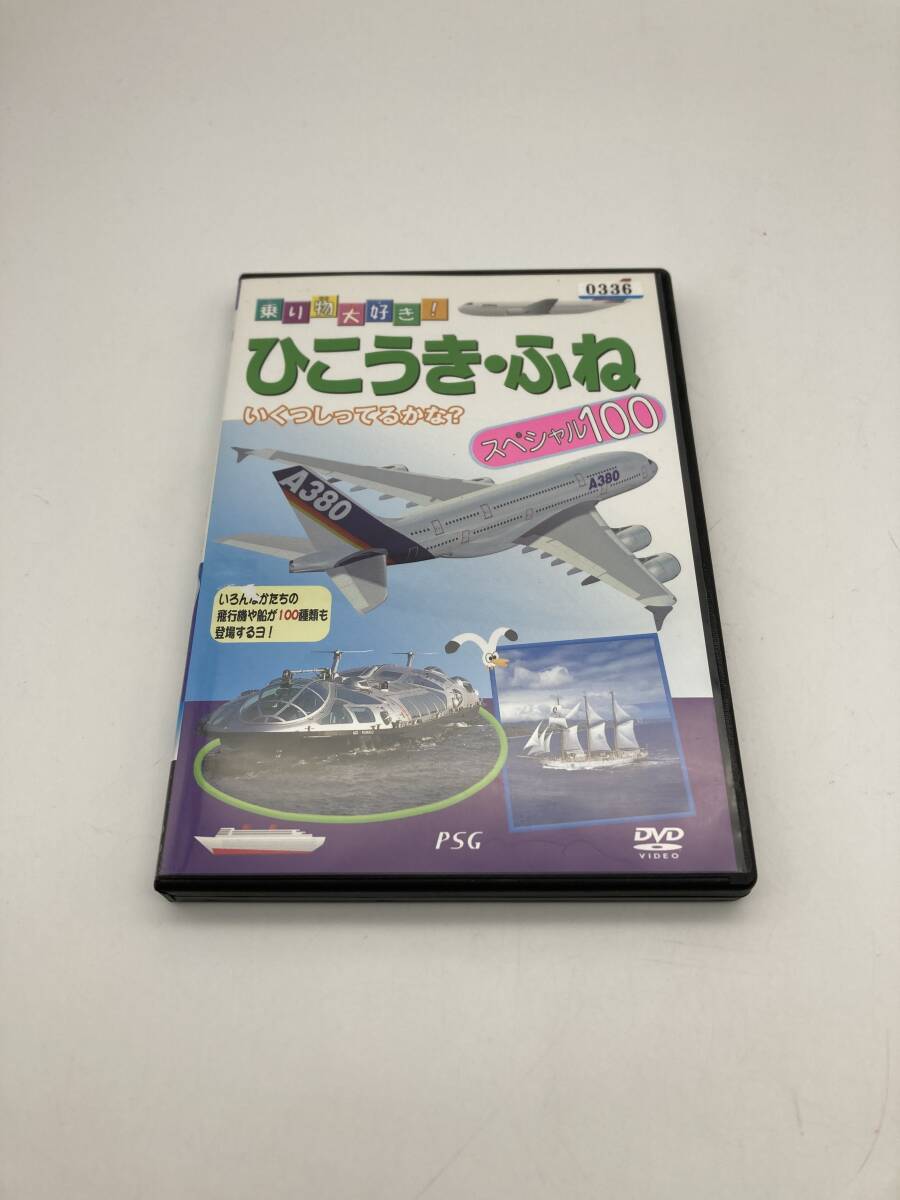 乗り物大好き!
0336
ひこうき・ふね
いくつしってるかな?
スペシャル100
A380
A380
いろんなかたちの
飛行機や船が100種類も
登場するヨ!
PSG
DVD
VIDEO